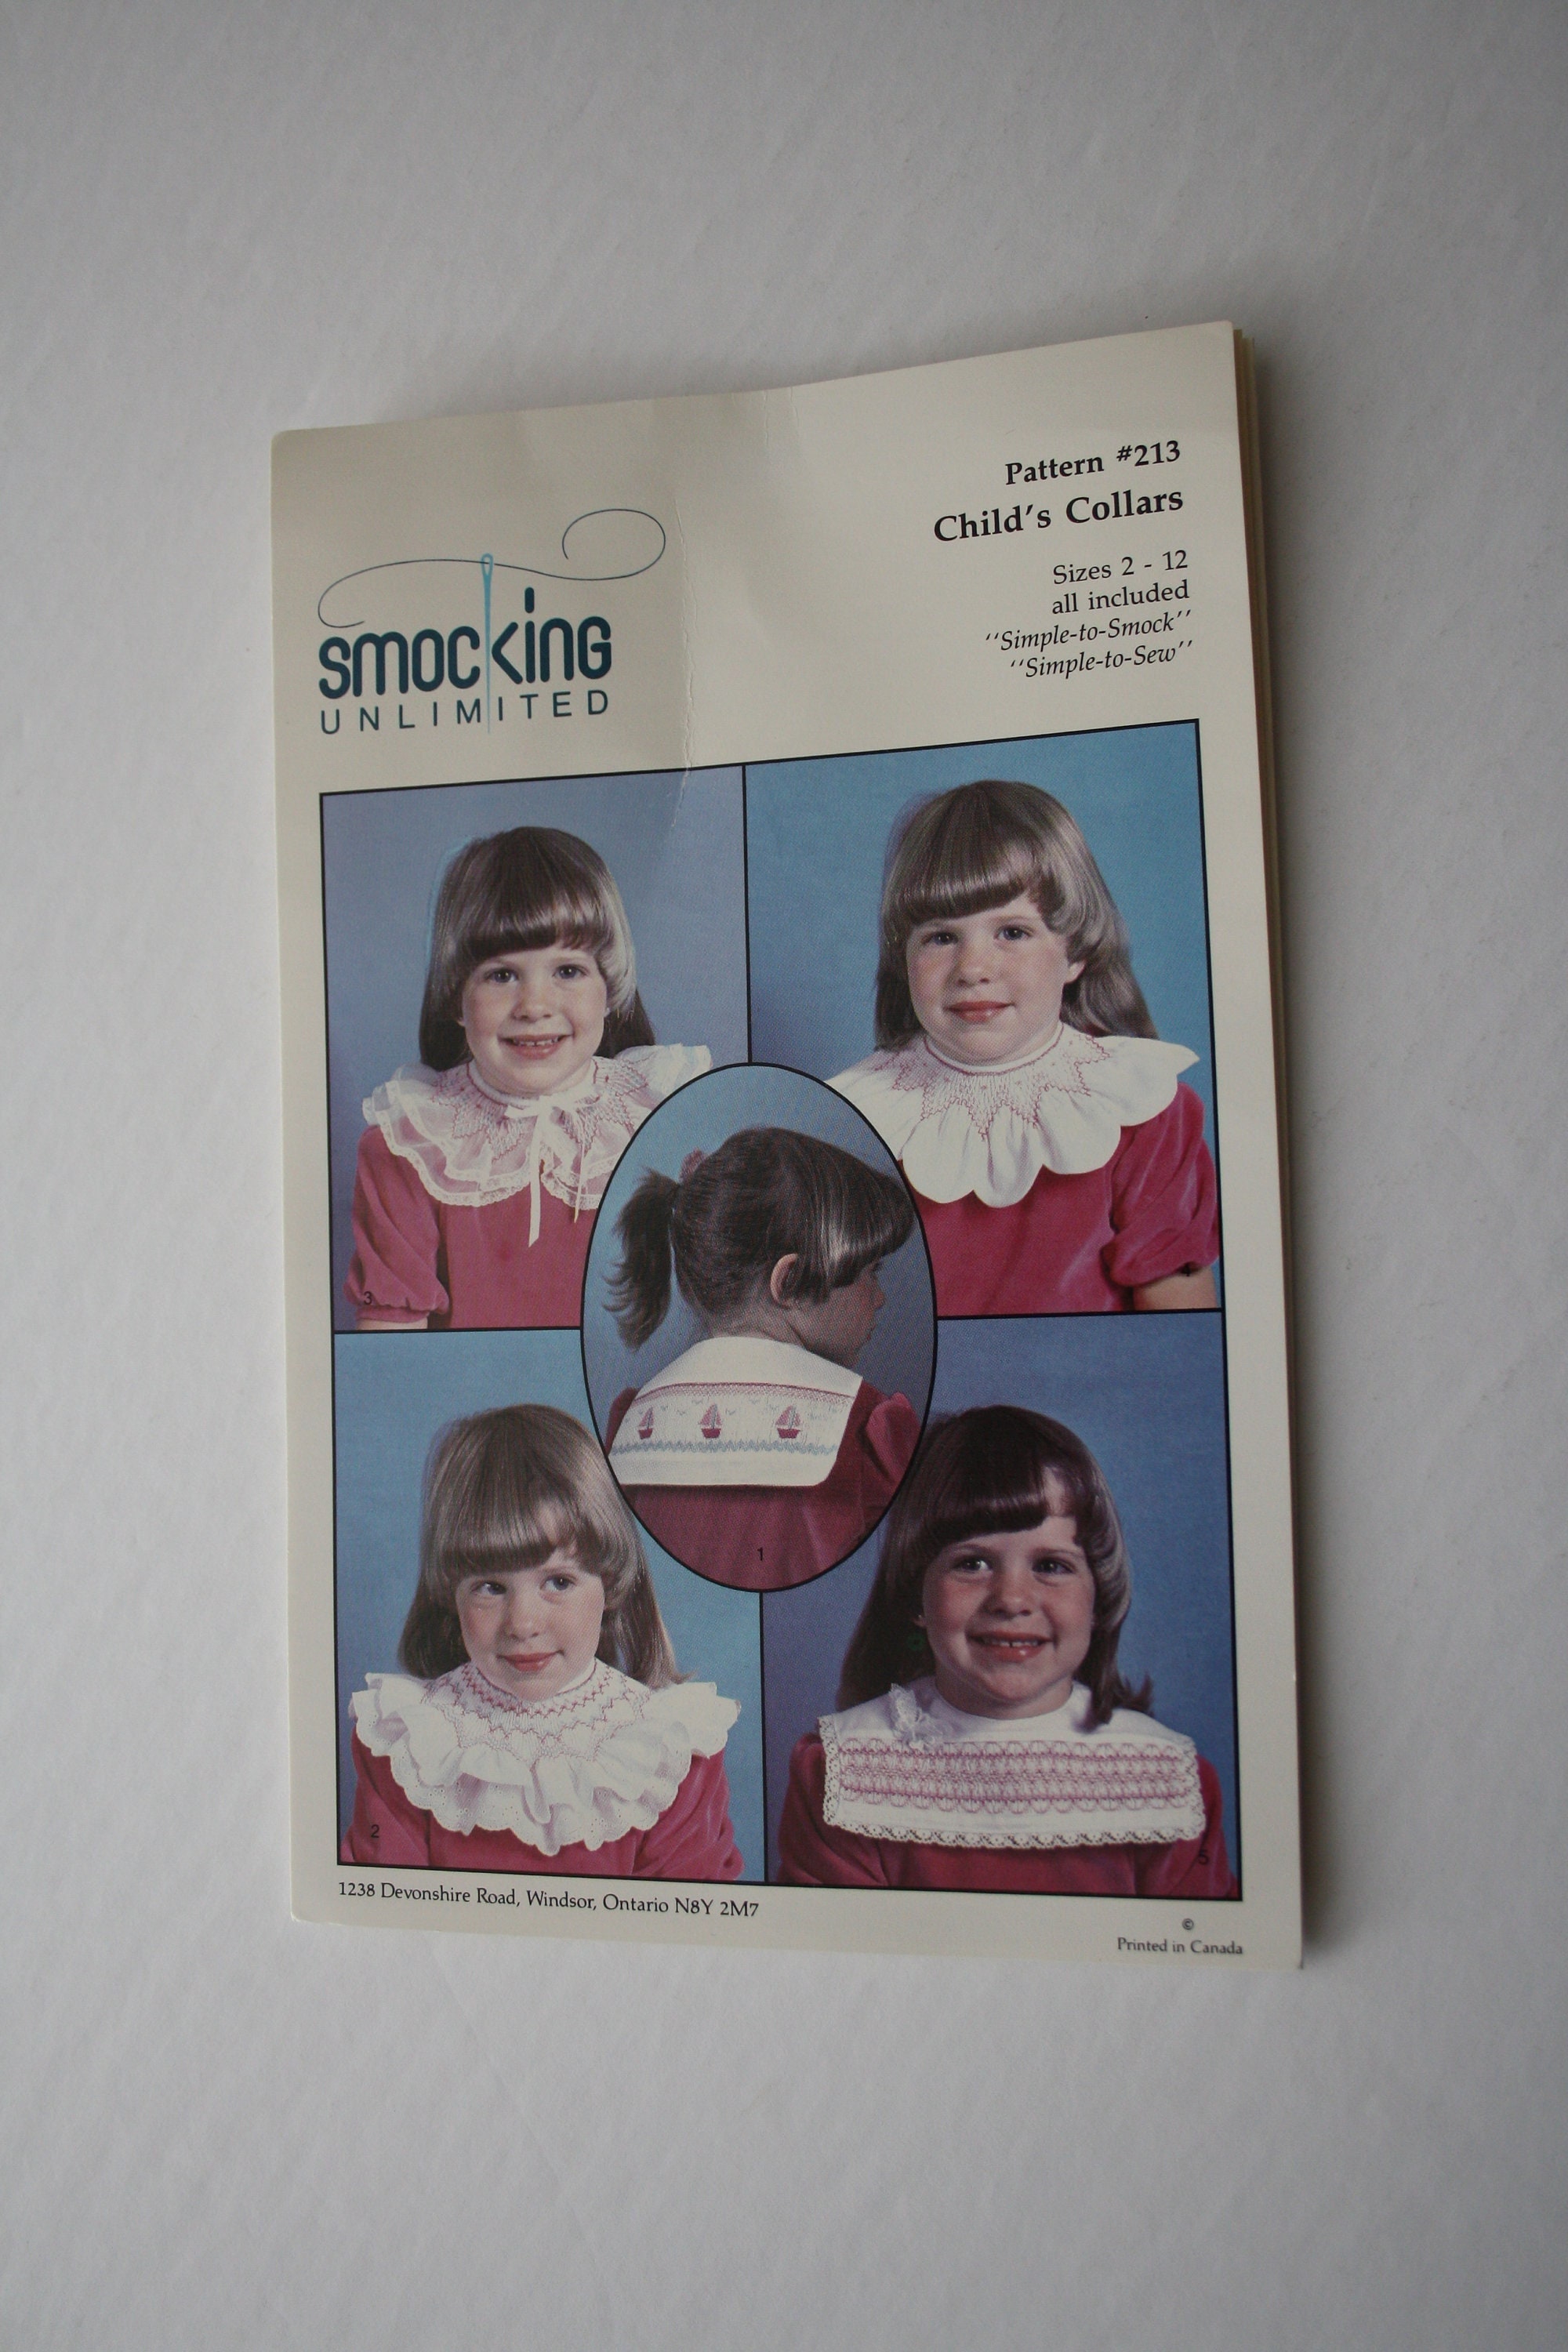 Pattern #213
Child's Collars
Sizes 2 - 12
all included
''Simple-to-Smock''
''Simple-to-Sew''
smocking
UNLIMITED
3
4
1
2
5
1238 Devonshire Road, Windsor, Ontario N8Y 2M7
©
Printed in Canada